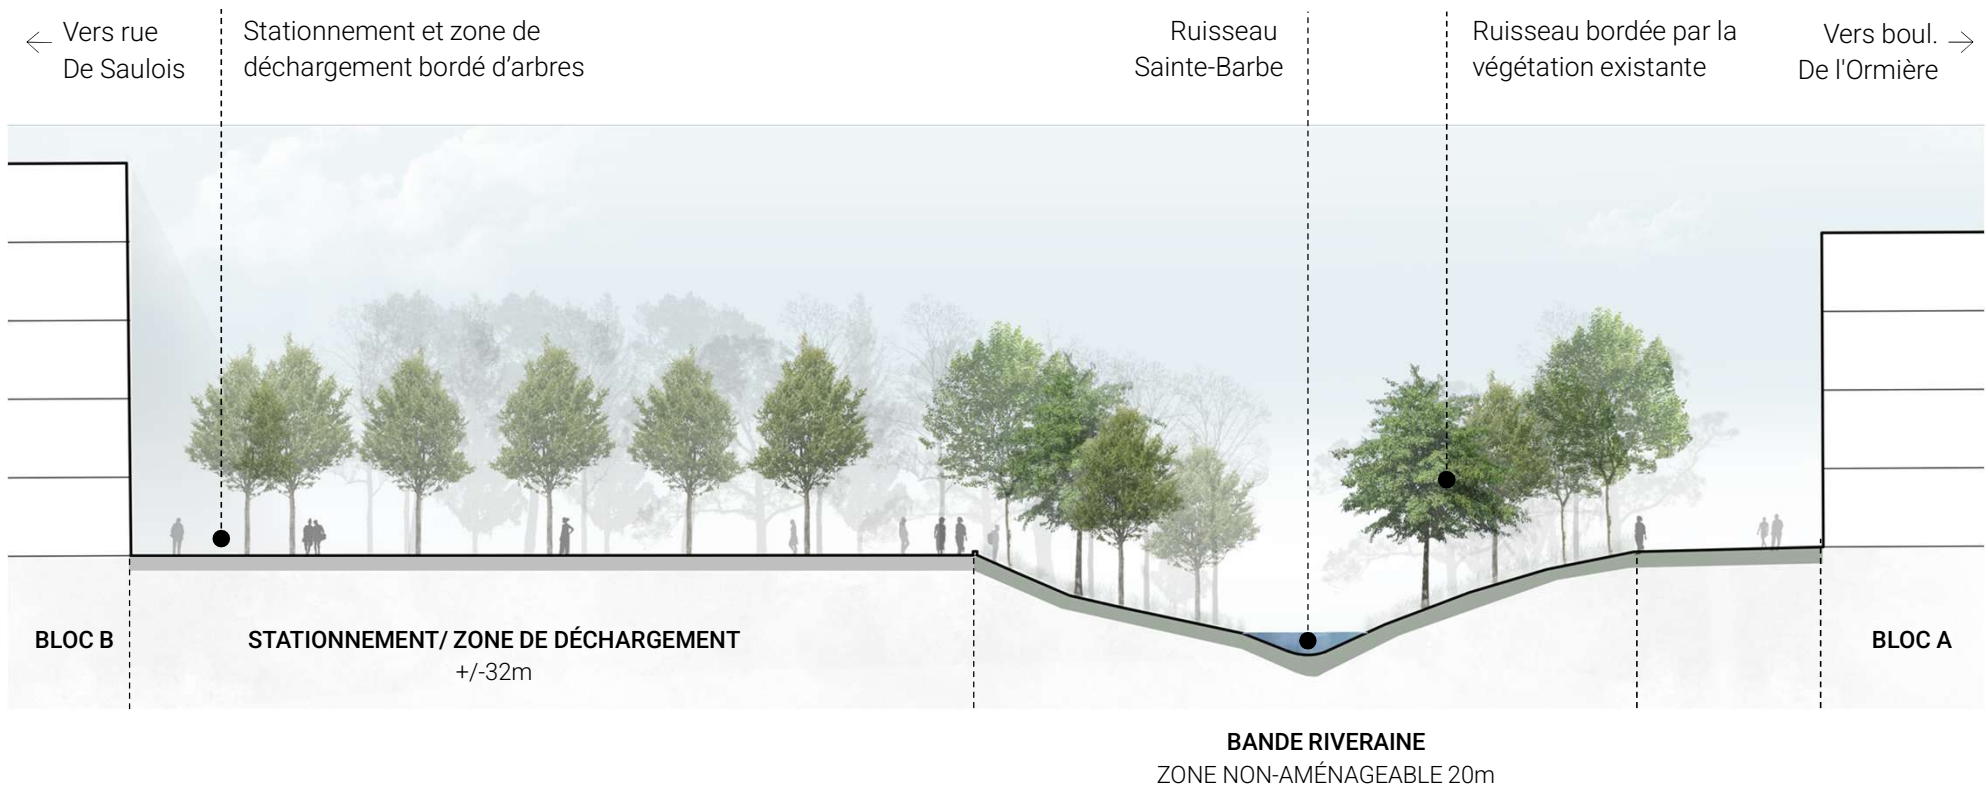 Vers rue
De Saulois
Stationnement et zone de
déchargement bordé d'arbres
Ruisseau
Sainte-Barbe
Ruisseau bordée par la
végétation existante
Vers boul.
De l'Ormière
BLOC B
STATIONNEMENT/ ZONE DE DÉCHARGEMENT
+/-32m
BLOC A
BANDE RIVERAINE
ZONE NON-AMÉNAGEABLE 20m